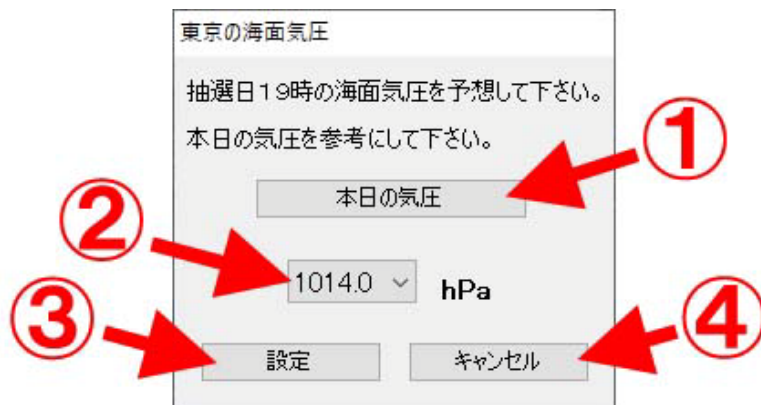 東京の海面気圧
抽選日19時の海面気圧を予想して下さい。
本日の気圧を参考にして下さい。
①
本日の気圧
②
1014.0 hPa
③
設定
キャンセル
④